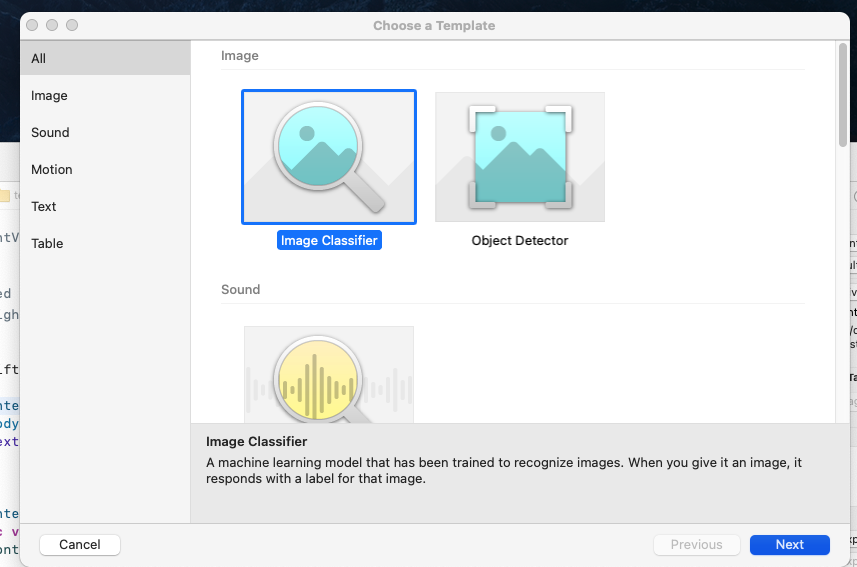 Choose a Template
All
Image
Sound
Motion
Text
Table
Image
Image Classifier
Object Detector
Sound
Image Classifier
A machine learning model that has been trained to recognize images. When you give it an image, it
responds with a label for that image.
Cancel
Previous
Next